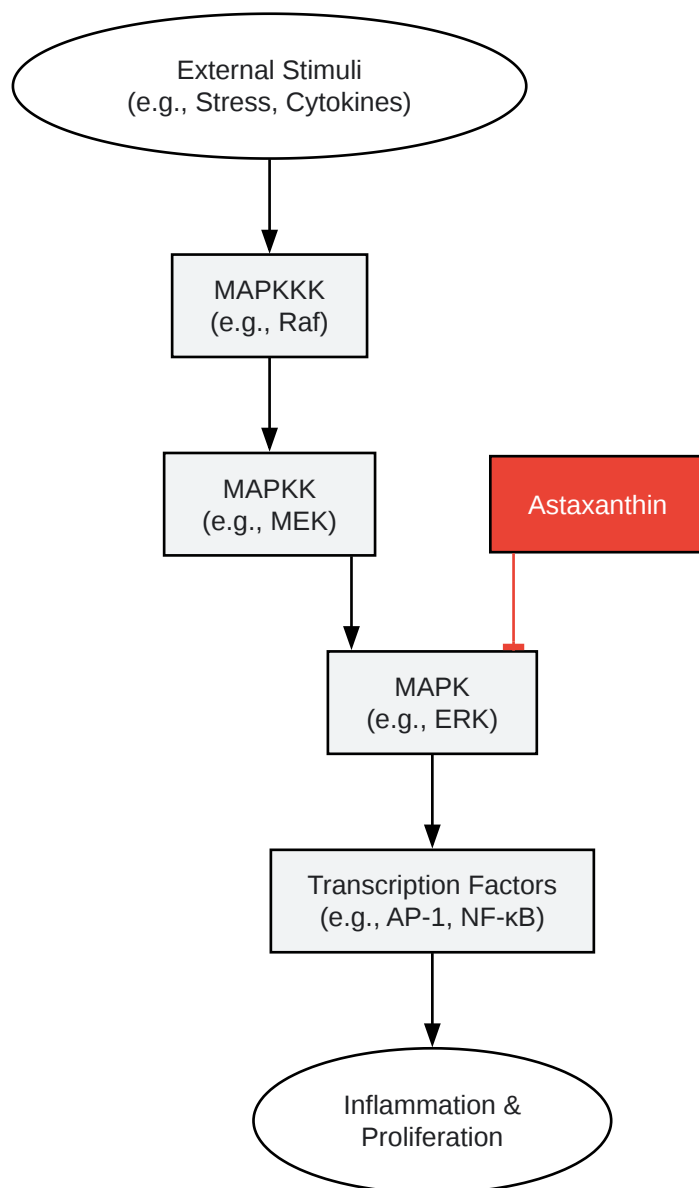 External Stimuli
(e.g., Stress, Cytokines)
MAPKKK
(e.g., Raf)
MAPKK
(e.g., MEK)
Astaxanthin
MAPK
(e.g., ERK)
Transcription Factors
(e.g., AP-1, NF-κB)
Inflammation &
Proliferation